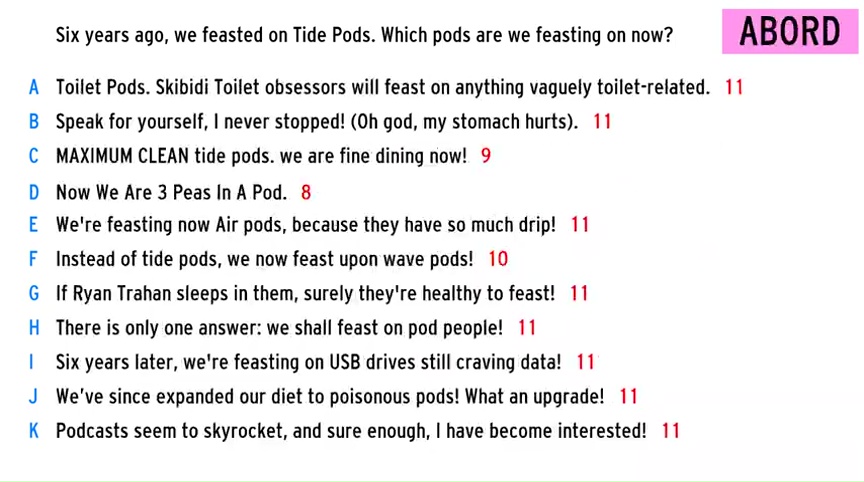 Six years ago, we feasted on Tide Pods. Which pods are we feasting on now?
ABORD
A Toilet Pods. Skibidi Toilet obsessors will feast on anything vaguely toilet-related. 11
B Speak for yourself, I never stopped! (Oh god, my stomach hurts). 11
C MAXIMUM CLEAN tide pods. we are fine dining now! 9
D Now We Are 3 Peas In A Pod. 8
E We're feasting now Air pods, because they have so much drip! 11
F Instead of tide pods, we now feast upon wave pods! 10
G If Ryan Trahan sleeps in them, surely they're healthy to feast! 11
H There is only one answer: we shall feast on pod people! 11
I Six years later, we're feasting on USB drives still craving data! 11
J We've since expanded our diet to poisonous pods! What an upgrade! 11
K Podcasts seem to skyrocket, and sure enough, I have become interested! 11